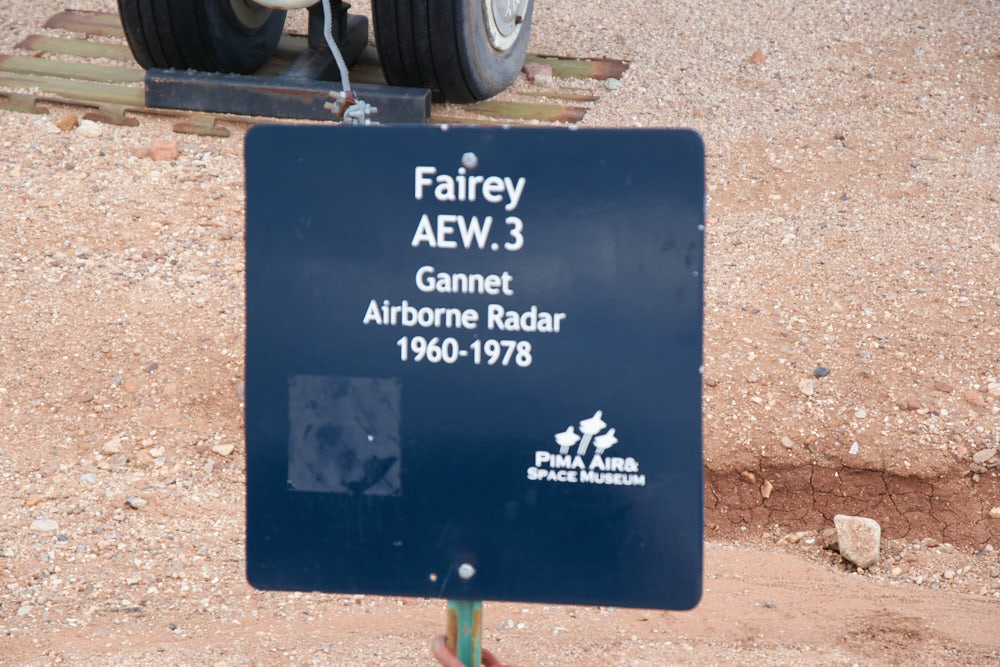 Fairey
AEW.3
Gannet
Airborne Radar
1960-1978
PIMA AIR&
SPACE MUSEUM